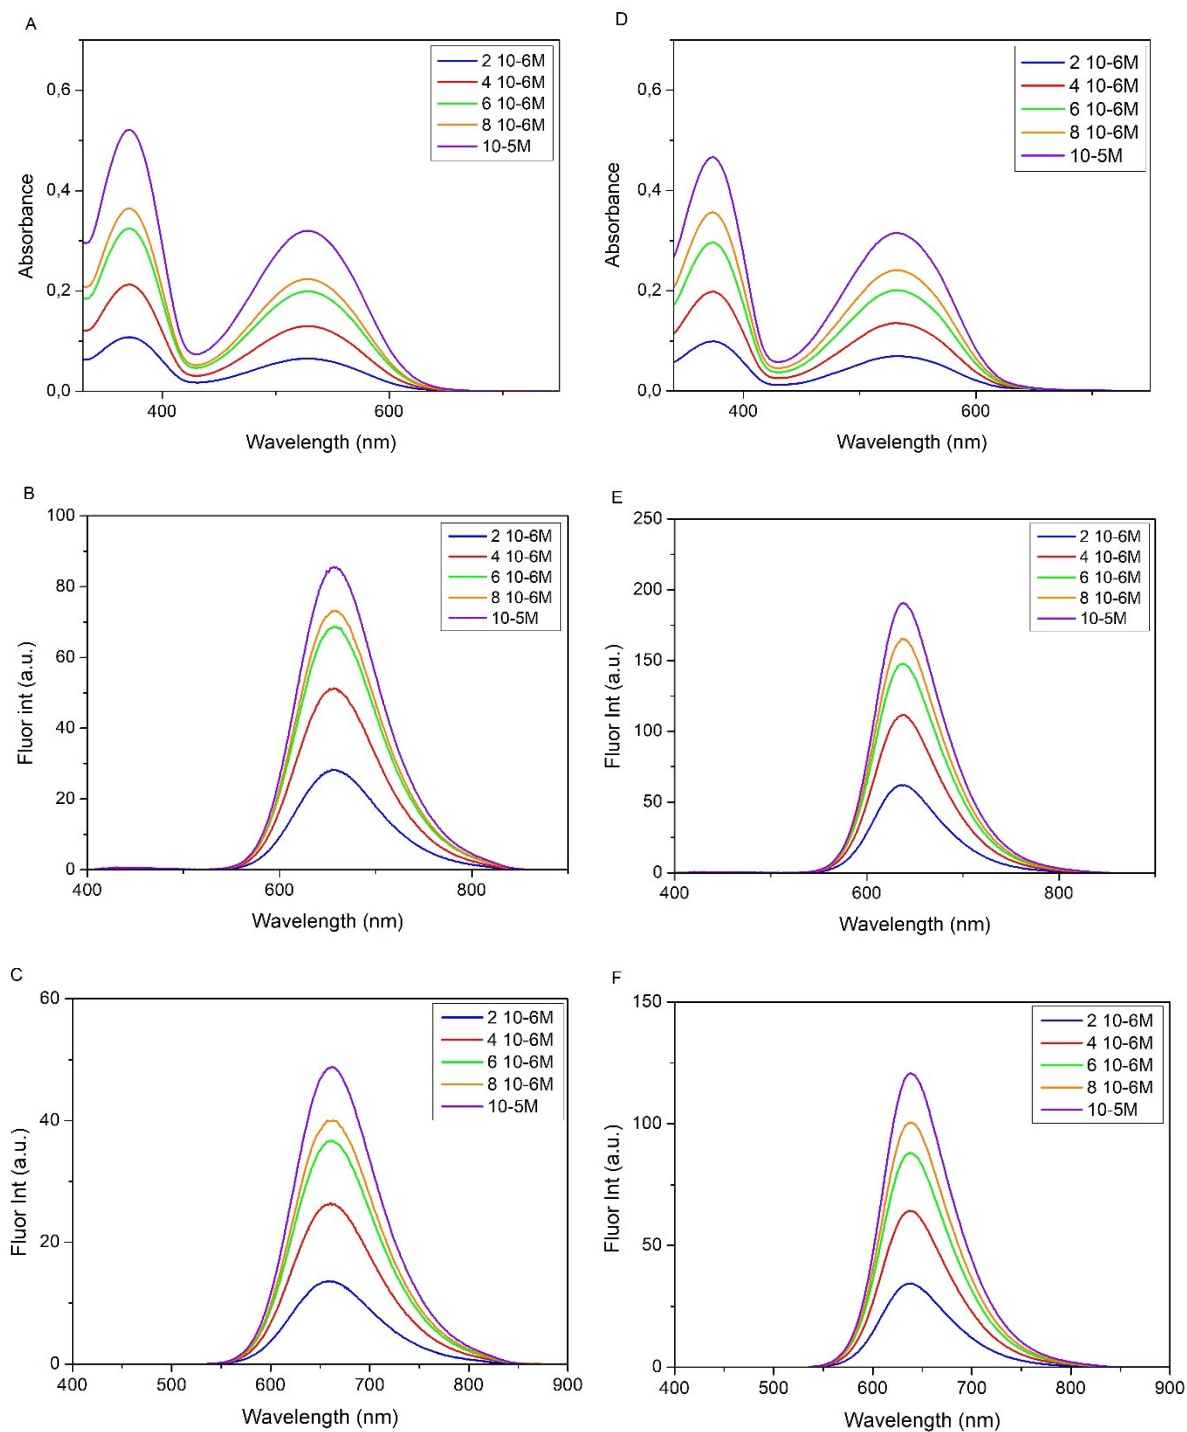 A
2 10-6M
4 10-6M
6 10-6M
8 10-6M
10-5M
0,6
0,4
0,2
0,0
Absorbance
400
600
Wavelength (nm)
D
2 10-6M
4 10-6M
6 10-6M
8 10-6M
10-5M
0,6
0,4
0,2
0,0
Absorbance
400
600
Wavelength (nm)
B
2 10-6M
4 10-6M
6 10-6M
8 10-6M
10-5M
100
80
60
40
20
0
Fluor int (a.u.)
400
600
800
Wavelength (nm)
E
2 10-6M
4 10-6M
6 10-6M
8 10-6M
10-5M
250
200
150
100
50
0
Fluor Int (a.u.)
400
600
800
Wavelength (nm)
C
2 10-6M
4 10-6M
6 10-6M
8 10-6M
10-5M
60
40
20
0
Fluor Int (a.u.)
400
500
600
700
800
900
Wavelength (nm)
F
2 10-6M
4 10-6M
6 10-6M
8 10-6M
10-5M
150
100
50
0
Fluor Int (a.u.)
400
500
600
700
800
900
Wavelength (nm)